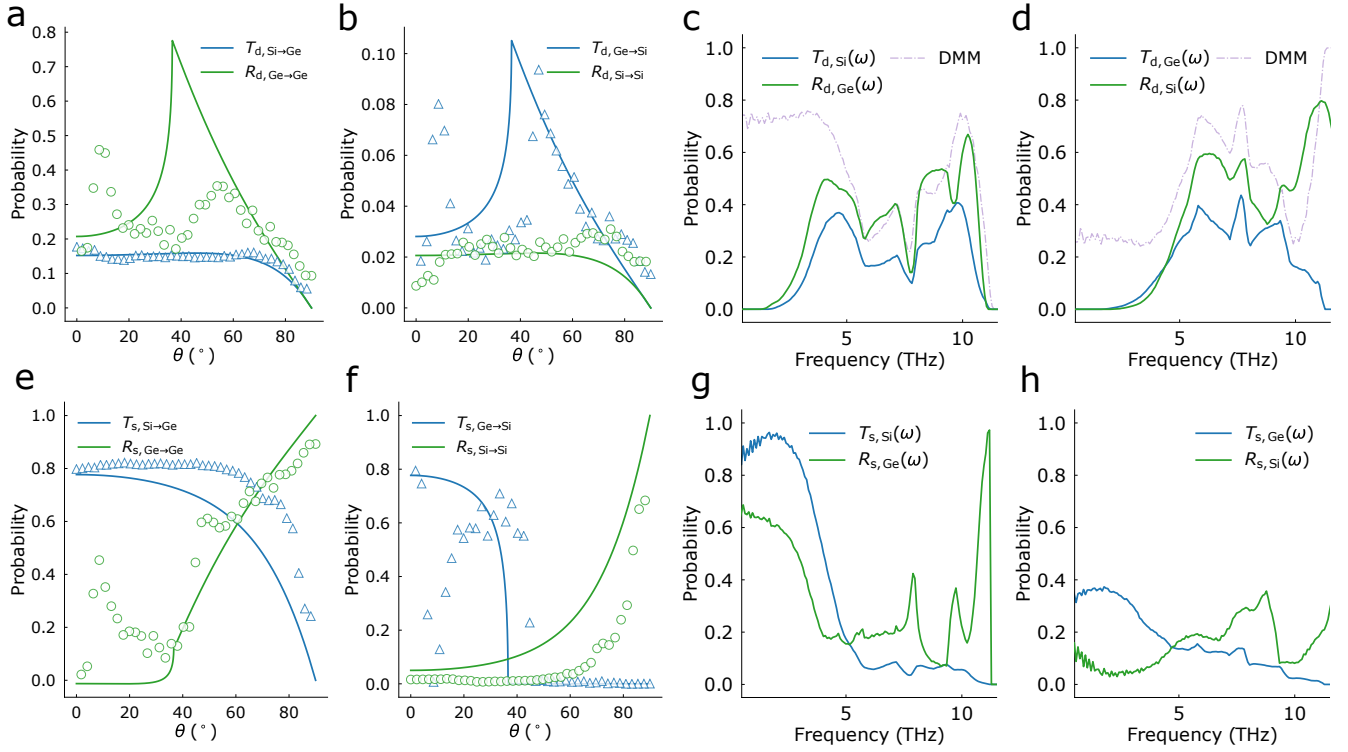 a
T_d, Si→Ge
R_d, Ge→Ge
Probability
0.8
0.7
0.6
0.5
0.4
0.3
0.2
0.1
0.0
0 20 40 60 80
θ (°)
b
T_d, Ge→Si
R_d, Si→Si
Probability
0.10
0.08
0.06
0.04
0.02
0.00
0 20 40 60 80
θ (°)
c
T_d, Si(ω) DMM
R_d, Ge(ω)
Probability
1.0
0.8
0.6
0.4
0.2
0.0
5 10
Frequency (THz)
d
T_d, Ge(ω) DMM
R_d, Si(ω)
Probability
1.0
0.8
0.6
0.4
0.2
0.0
5 10
Frequency (THz)
e
T_s, Si→Ge
R_s, Ge→Ge
Probability
1.0
0.8
0.6
0.4
0.2
0.0
0 20 40 60 80
θ (°)
f
T_s, Ge→Si
R_s, Si→Si
Probability
1.0
0.8
0.6
0.4
0.2
0.0
0 20 40 60 80
θ (°)
g
T_s, Si(ω)
R_s, Ge(ω)
Probability
1.0
0.8
0.6
0.4
0.2
0.0
5 10
Frequency (THz)
h
T_s, Ge(ω)
R_s, Si(ω)
Probability
1.0
0.8
0.6
0.4
0.2
0.0
5 10
Frequency (THz)